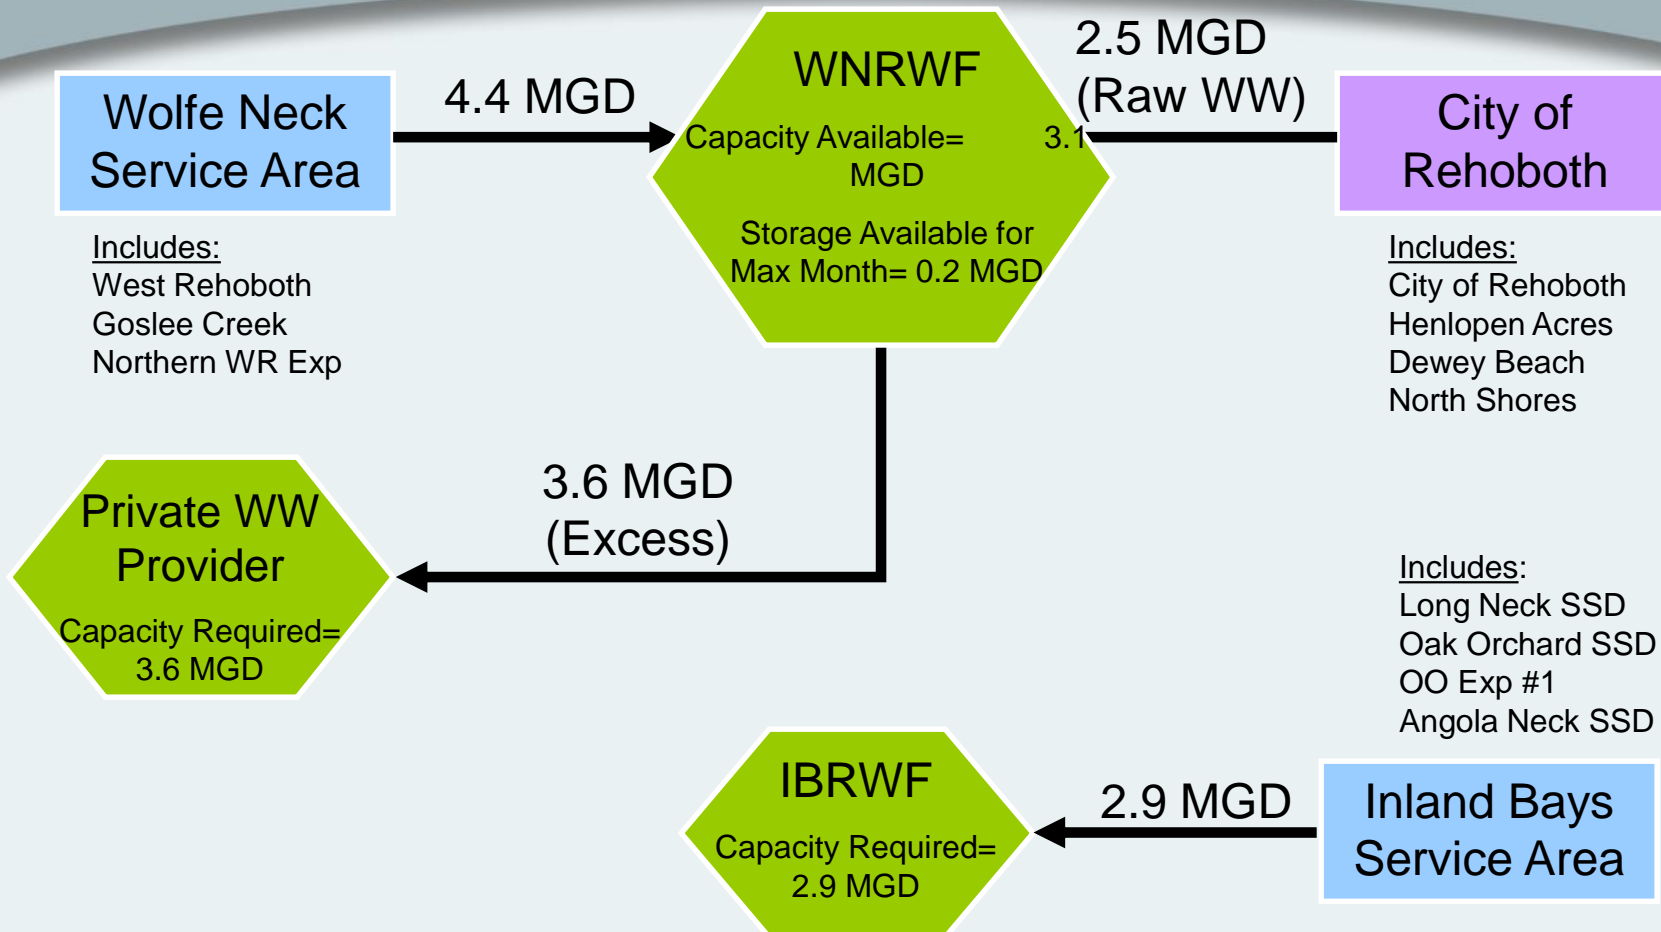 Wolfe Neck
Service Area
4.4 MGD
WNRWF
Capacity Available= 3.1
MGD
Storage Available for
Max Month= 0.2 MGD
2.5 MGD
(Raw WW)
City of
Rehoboth
Includes:
West Rehoboth
Goslee Creek
Northern WR Exp
Includes:
City of Rehoboth
Henlopen Acres
Dewey Beach
North Shores
Private WW
Provider
Capacity Required=
3.6 MGD
3.6 MGD
(Excess)
Includes:
Long Neck SSD
Oak Orchard SSD
OO Exp #1
Angola Neck SSD
IBRWF
Capacity Required=
2.9 MGD
2.9 MGD
Inland Bays
Service Area